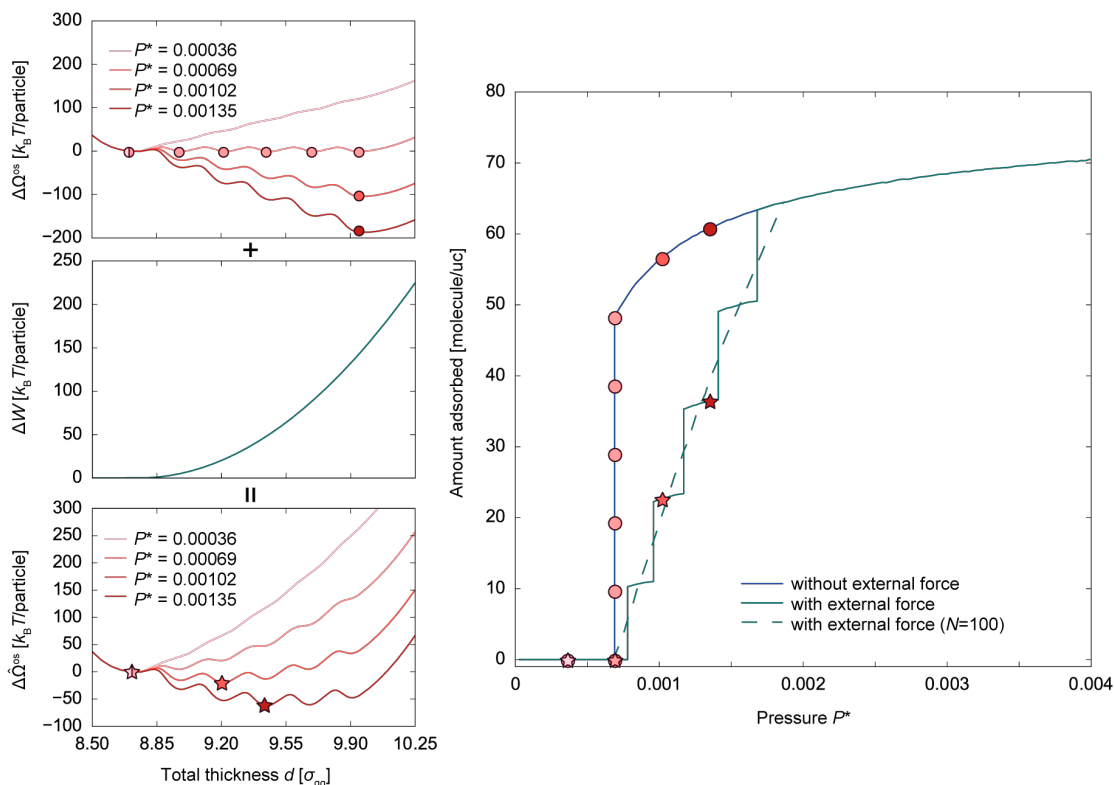 300
200
100
0
−100
−200
ΔΩᵒˢ [k_BT/particle]
P* = 0.00036
P* = 0.00069
P* = 0.00102
P* = 0.00135
+
250
200
150
100
50
0
ΔW [k_BT/particle]
=
300
250
200
150
100
50
0
−50
−100
ΔΩ̂ᵒˢ [k_BT/particle]
P* = 0.00036
P* = 0.00069
P* = 0.00102
P* = 0.00135
8.50 8.85 9.20 9.55 9.90 10.25
Total thickness d [σ_gg]
80
70
60
50
40
30
20
10
0
Amount adsorbed [molecule/uc]
without external force
with external force
with external force (N=100)
0 0.001 0.002 0.003 0.004
Pressure P*